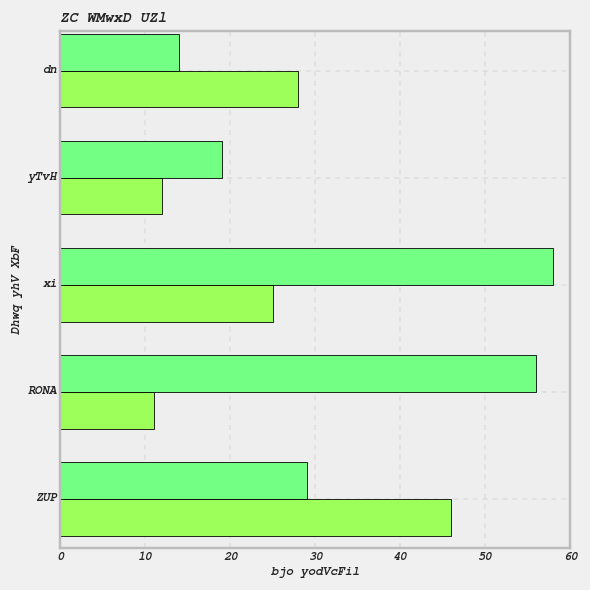 ZC WMwxD UZl
dn
yTvH
xi
RONA
ZUP
Dhwq yhV XbF
0 10 20 30 40 50 60
bjo yodVcFil